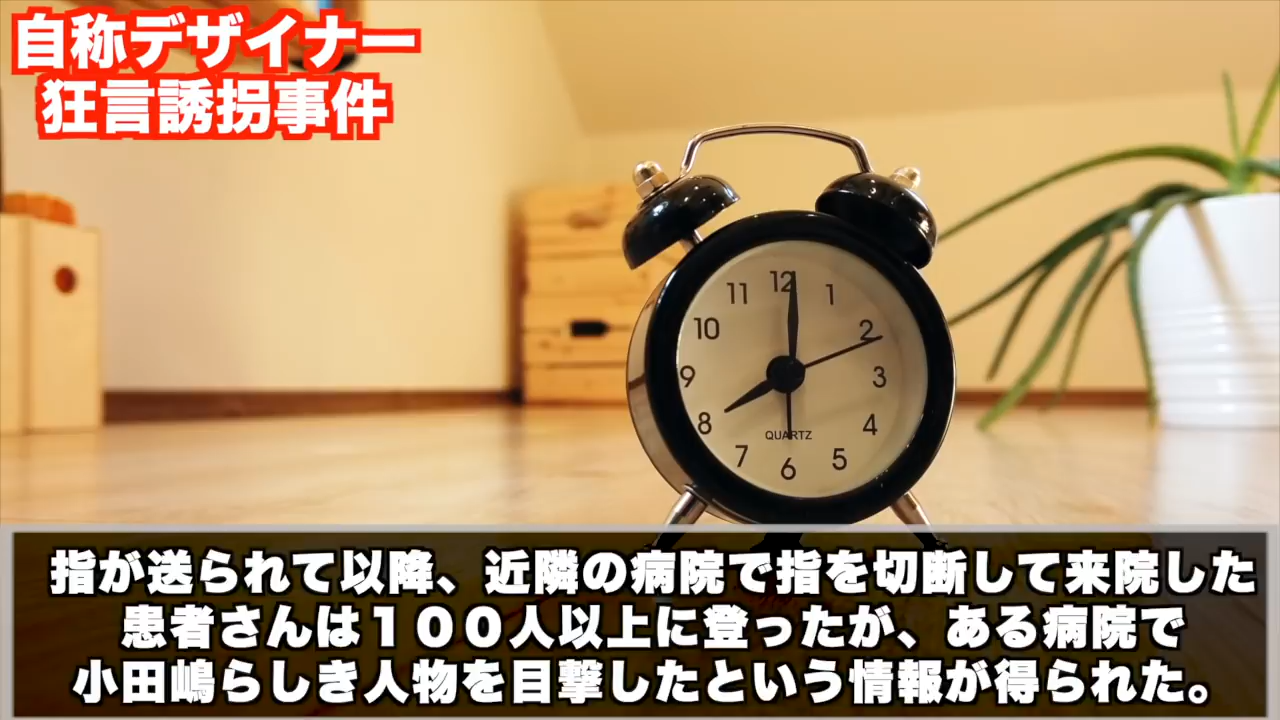 自称デザイナー
狂言誘拐事件
12
11
1
10
2
9
3
8
4
QUARTZ
7
5
6
指が送られて以降、近隣の病院で指を切断して来院した
患者さんは１００人以上に登ったが、ある病院で
小田嶋らしき人物を目撃したという情報が得られた。